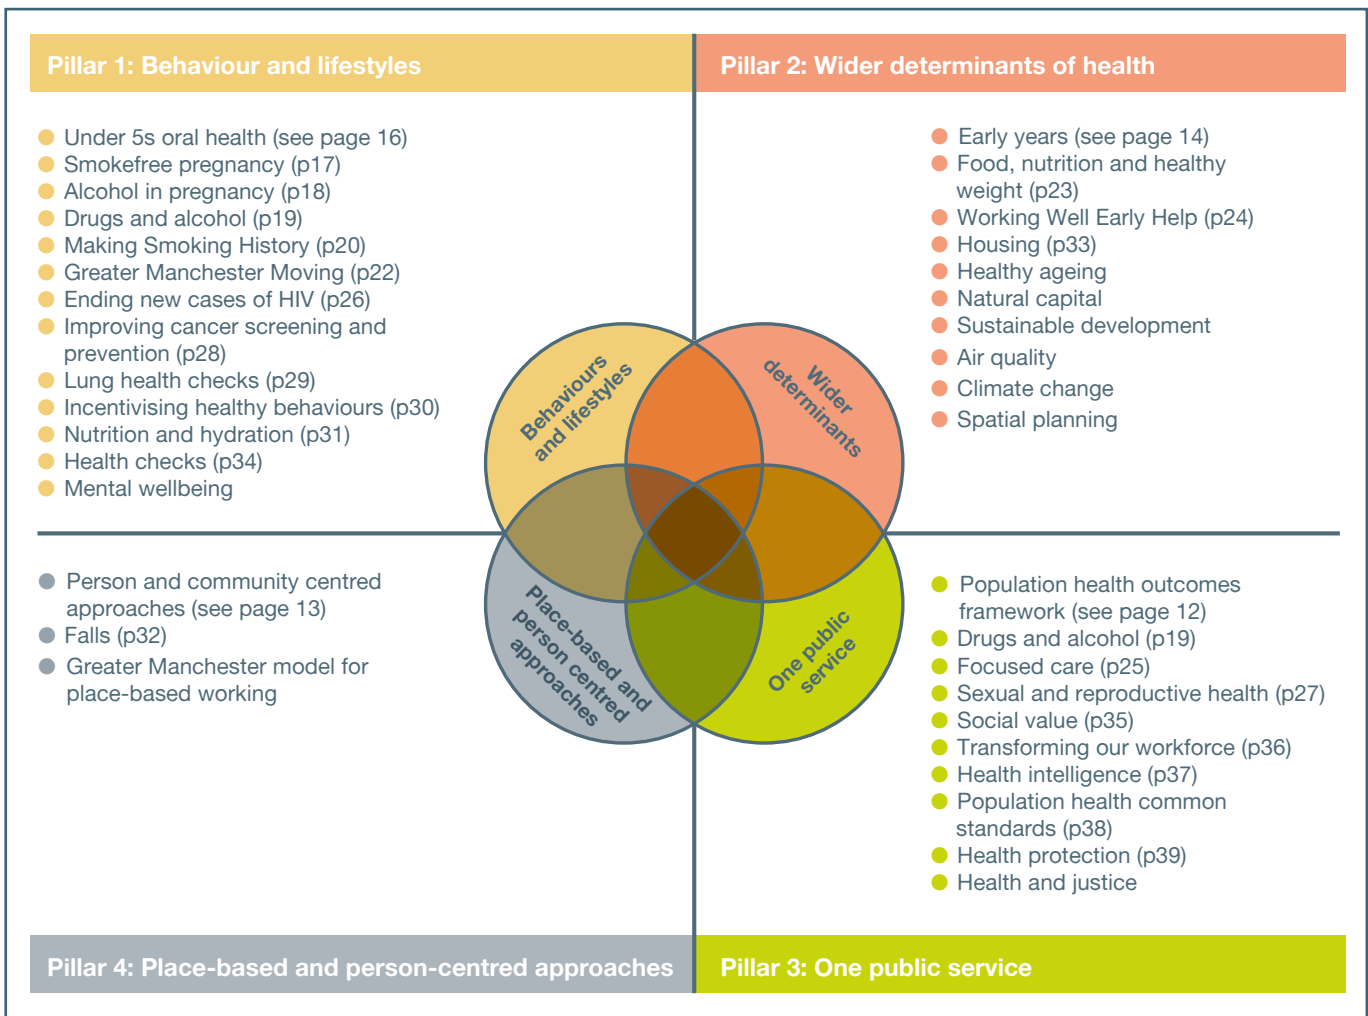 Pillar 1: Behaviour and lifestyles
Under 5s oral health (see page 16)
Smokefree pregnancy (p17)
Alcohol in pregnancy (p18)
Drugs and alcohol (p19)
Making Smoking History (p20)
Greater Manchester Moving (p22)
Ending new cases of HIV (p26)
Improving cancer screening and
prevention (p28)
Lung health checks (p29)
Incentivising healthy behaviours (p30)
Nutrition and hydration (p31)
Health checks (p34)
Mental wellbeing
Pillar 2: Wider determinants of health
Early years (see page 14)
Food, nutrition and healthy
weight (p23)
Working Well Early Help (p24)
Housing (p33)
Healthy ageing
Natural capital
Sustainable development
Air quality
Climate change
Spatial planning
Behaviours
and lifestyles
Wider
determinants
Place-based and
person centred
approaches
One public
service
Person and community centred
approaches (see page 13)
Falls (p32)
Greater Manchester model for
place-based working
Pillar 4: Place-based and person-centred approaches
Population health outcomes
framework (see page 12)
Drugs and alcohol (p19)
Focused care (p25)
Sexual and reproductive health (p27)
Social value (p35)
Transforming our workforce (p36)
Health intelligence (p37)
Population health common
standards (p38)
Health protection (p39)
Health and justice
Pillar 3: One public service